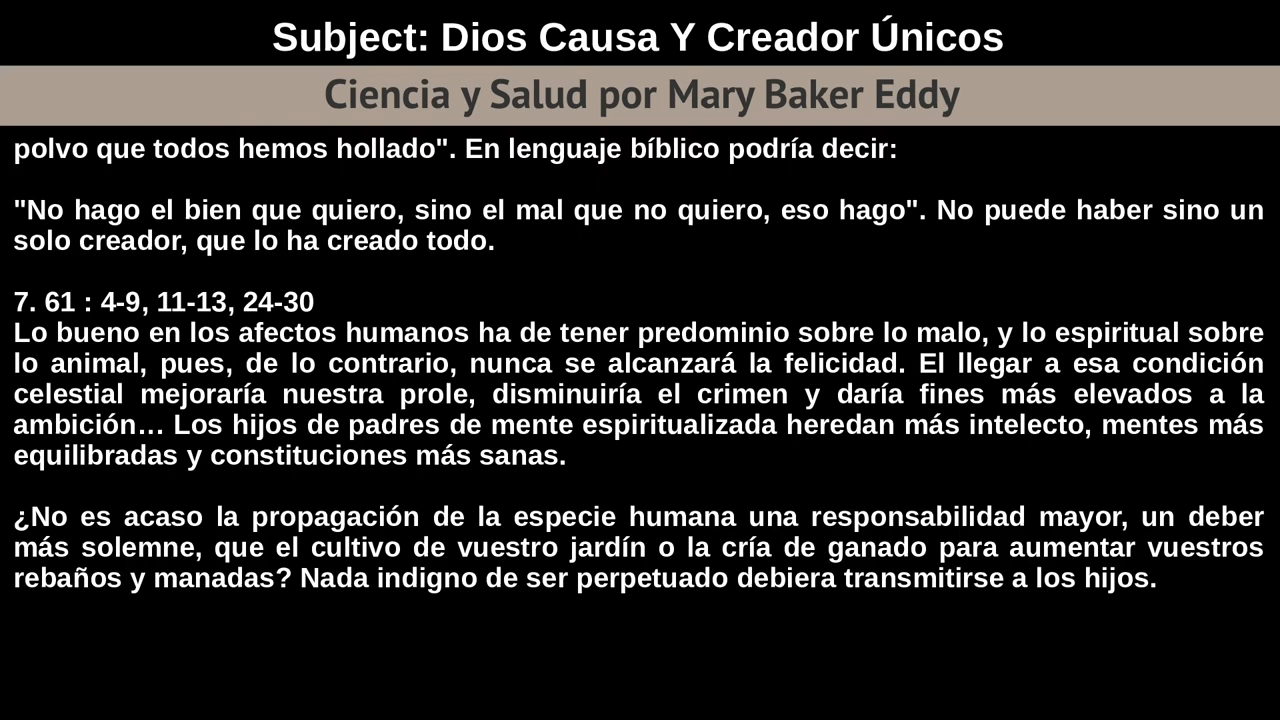 Subject: Dios Causa Y Creador Únicos
Ciencia y Salud por Mary Baker Eddy
polvo que todos hemos hollado". En lenguaje bíblico podría decir:
"No hago el bien que quiero, sino el mal que no quiero, eso hago". No puede haber sino un
solo creador, que lo ha creado todo.
7. 61 : 4-9, 11-13, 24-30
Lo bueno en los afectos humanos ha de tener predominio sobre lo malo, y lo espiritual sobre
lo animal, pues, de lo contrario, nunca se alcanzará la felicidad. El llegar a esa condición
celestial mejoraría nuestra prole, disminuiría el crimen y daría fines más elevados a la
ambición… Los hijos de padres de mente espiritualizada heredan más intelecto, mentes más
equilibradas y constituciones más sanas.
¿No es acaso la propagación de la especie humana una responsabilidad mayor, un deber
más solemne, que el cultivo de vuestro jardín o la cría de ganado para aumentar vuestros
rebaños y manadas? Nada indigno de ser perpetuado debiera transmitirse a los hijos.